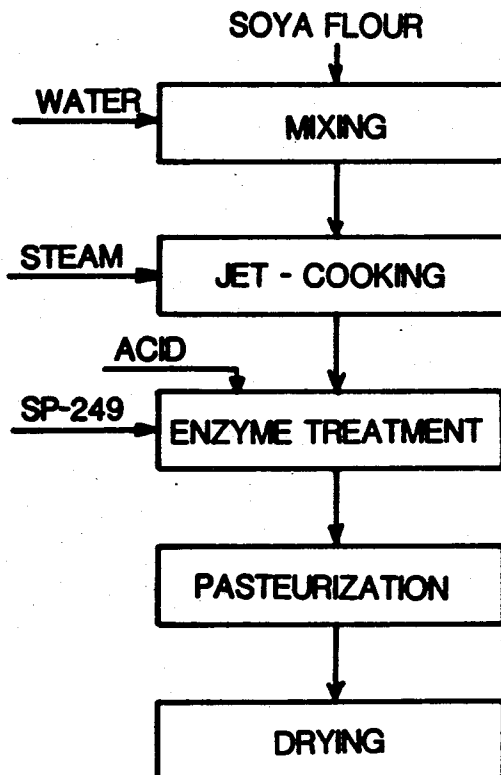 SOYA FLOUR
WATER
MIXING
STEAM
JET - COOKING
ACID
SP-249
ENZYME TREATMENT
PASTEURIZATION
DRYING